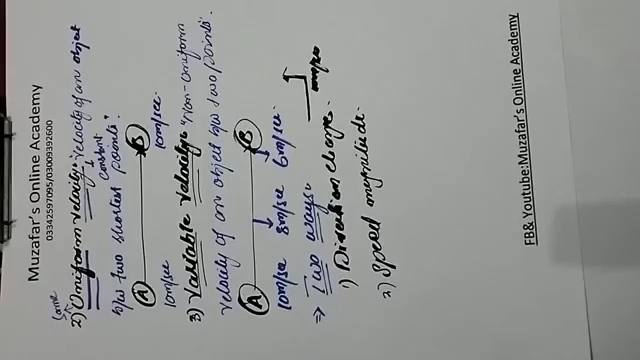 Muzafar's Online Academy
03342597095/03009392600
Same
2) Uniform velocity: "velocity of an object
constant
b/w two shortest points".
A B
10m/sec 10m/sec
3) Variable velocity: "Non-Uniform
velocity of an object b/w two points".
A B
10m/sec 8m/sec 6m/sec
⇒ Two ways.
1) Direction change.
2) Speed magnitude.
FB& Youtube:Muzafar's Online Academy